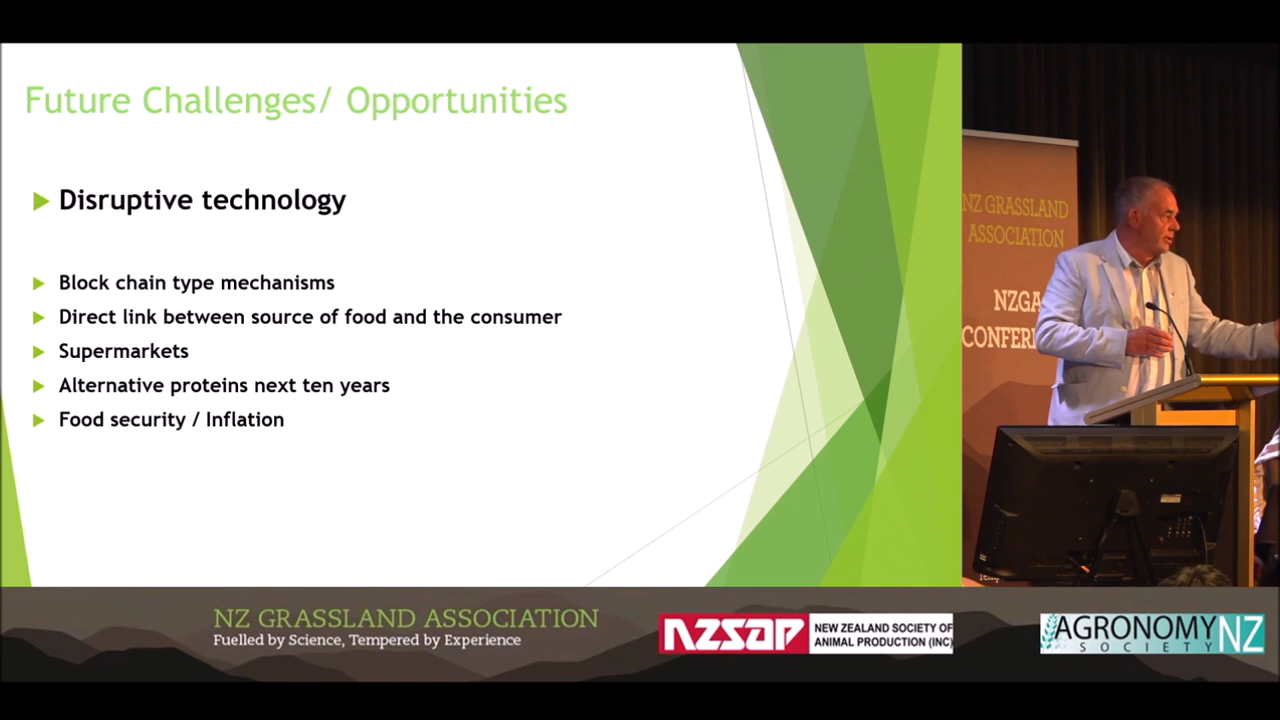 Future Challenges/ Opportunities
Disruptive technology
Block chain type mechanisms
Direct link between source of food and the consumer
Supermarkets
Alternative proteins next ten years
Food security / Inflation
NZ GRASSLAND
ASSOCIATION
NZGA
CONFER
NZ GRASSLAND ASSOCIATION
Fuelled by Science, Tempered by Experience
NZSAP
NEW ZEALAND SOCIETY OF
ANIMAL PRODUCTION (INC)
AGRONOMY NZ
SOCIETY